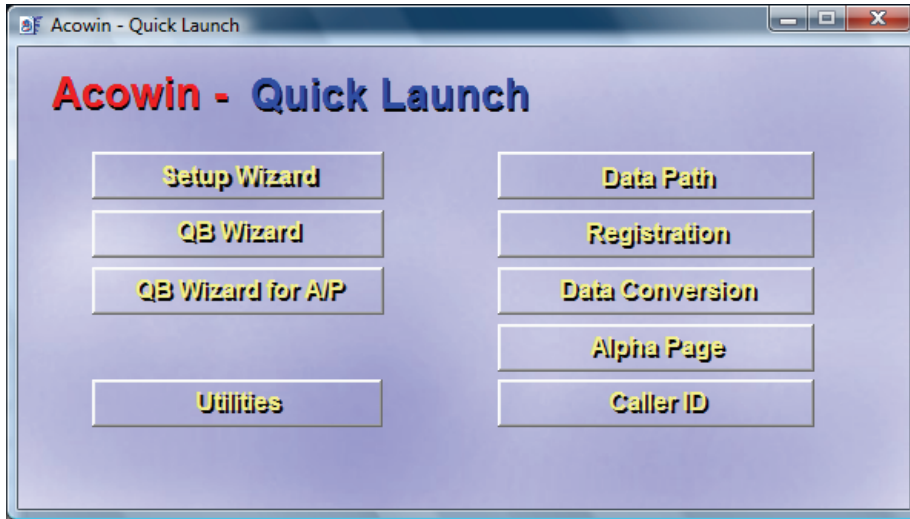 Acowin - Quick Launch
Acowin - Quick Launch
Setup Wizard
QB Wizard
QB Wizard for A/P
Utilities
Data Path
Registration
Data Conversion
Alpha Page
Caller ID